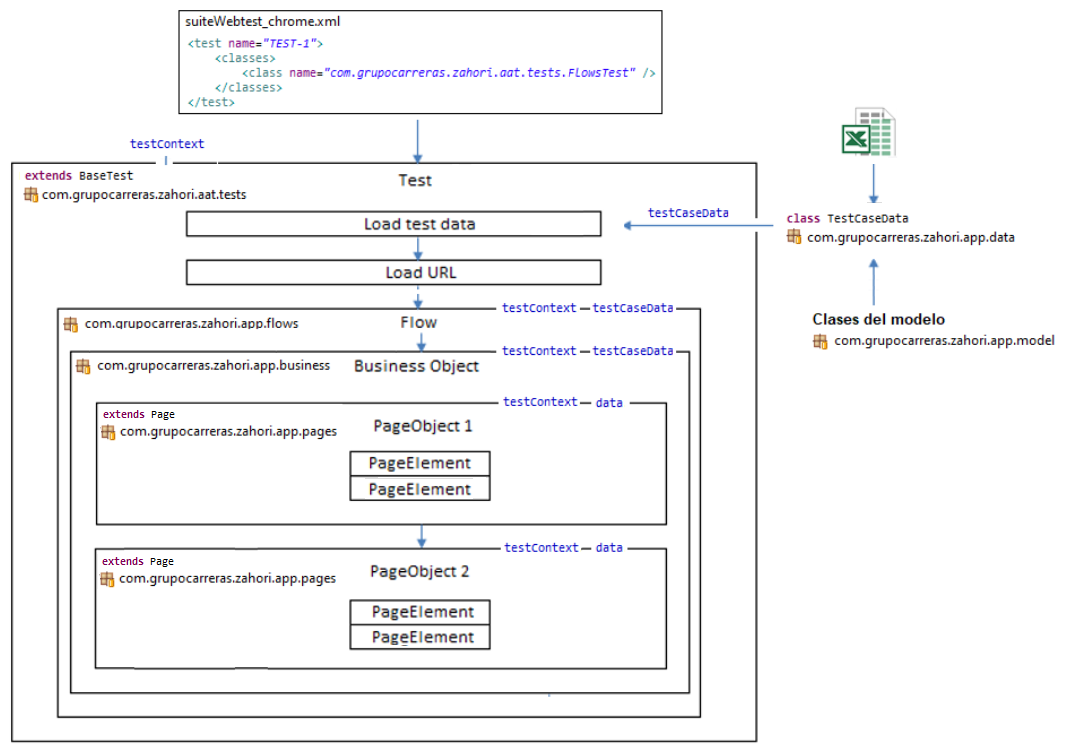 suiteWebtest_chrome.xml
<test name="TEST-1">
<classes>
<class name="com.grupocarreras.zahori.aat.tests.FlowsTest" />
</classes>
</test>
testContext
extends BaseTest
Test
com.grupocarreras.zahori.aat.tests
Load test data
testCaseData
class TestCaseData
com.grupocarreras.zahori.app.data
Load URL
Clases del modelo
com.grupocarreras.zahori.app.model
testContext testCaseData
com.grupocarreras.zahori.app.flows
Flow
testContext testCaseData
com.grupocarreras.zahori.app.business
Business Object
testContext data
extends Page
com.grupocarreras.zahori.app.pages
PageObject 1
PageElement
PageElement
testContext data
extends Page
com.grupocarreras.zahori.app.pages
PageObject 2
PageElement
PageElement